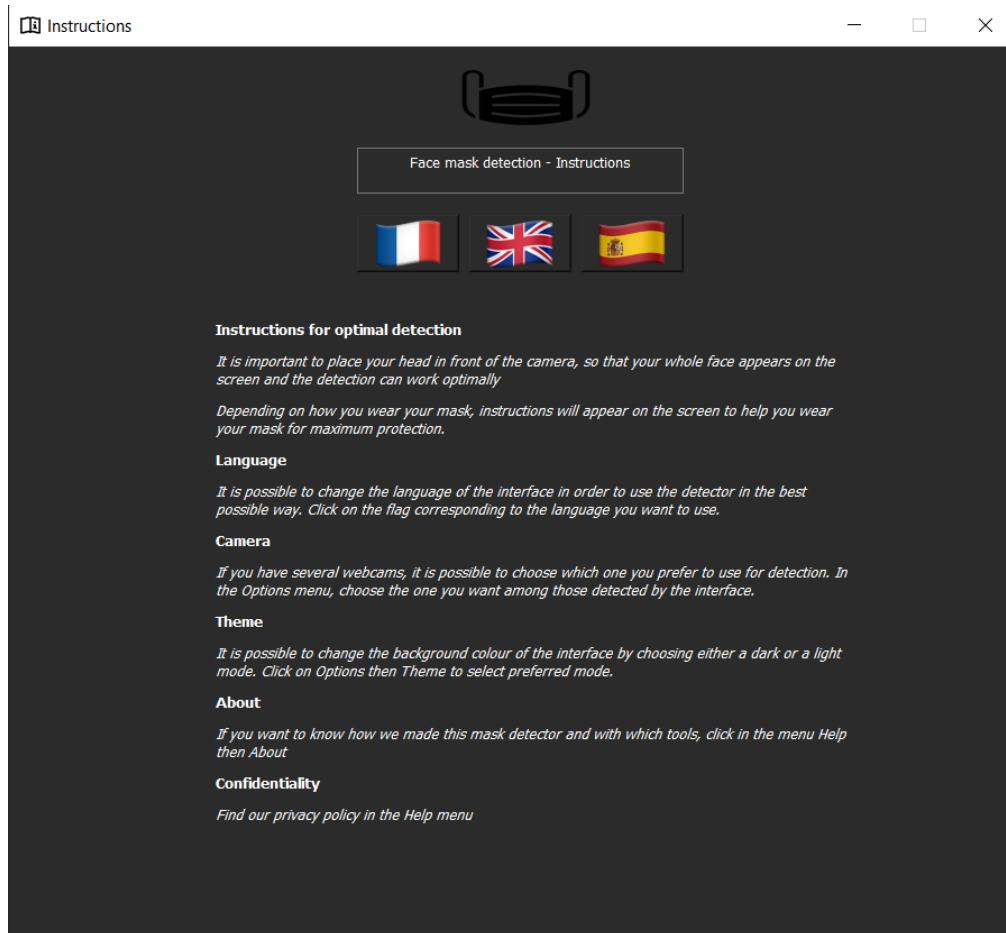 Instructions
Face mask detection - Instructions
Instructions for optimal detection
It is important to place your head in front of the camera, so that your whole face appears on the
screen and the detection can work optimally
Depending on how you wear your mask, instructions will appear on the screen to help you wear
your mask for maximum protection.
Language
It is possible to change the language of the interface in order to use the detector in the best
possible way. Click on the flag corresponding to the language you want to use.
Camera
If you have several webcams, it is possible to choose which one you prefer to use for detection. In
the Options menu, choose the one you want among those detected by the interface.
Theme
It is possible to change the background colour of the interface by choosing either a dark or a light
mode. Click on Options then Theme to select preferred mode.
About
If you want to know how we made this mask detector and with which tools, click in the menu Help
then About
Confidentiality
Find our privacy policy in the Help menu